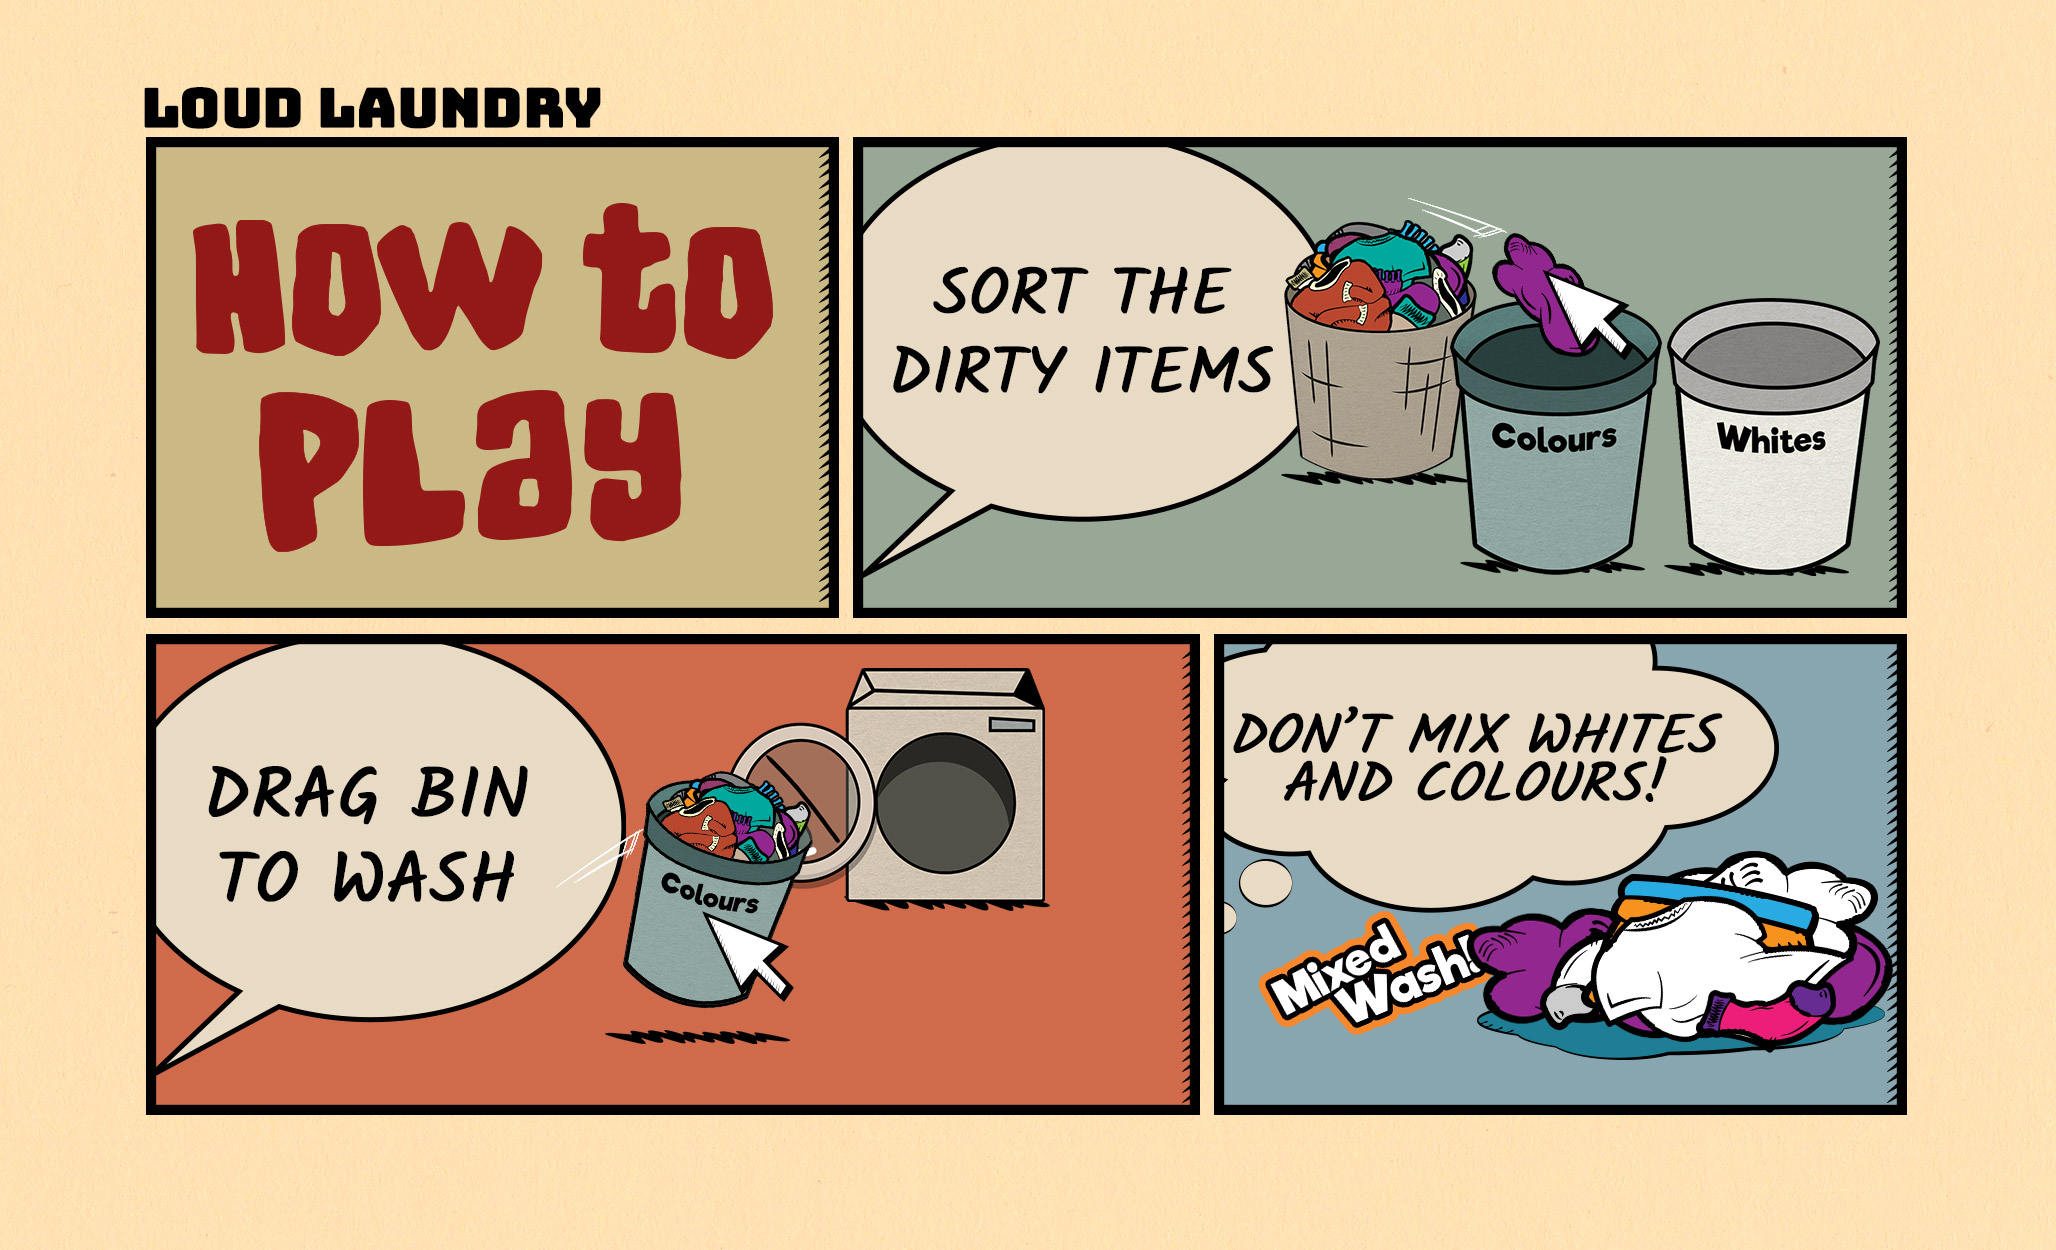 LOUD LAUNDRY
How to
Play
SORT THE
DIRTY ITEMS
Colours
Whites
DRAG BIN
TO WASH
Colours
DON'T MIX WHITES
AND COLOURS!
Mixed
Wash!